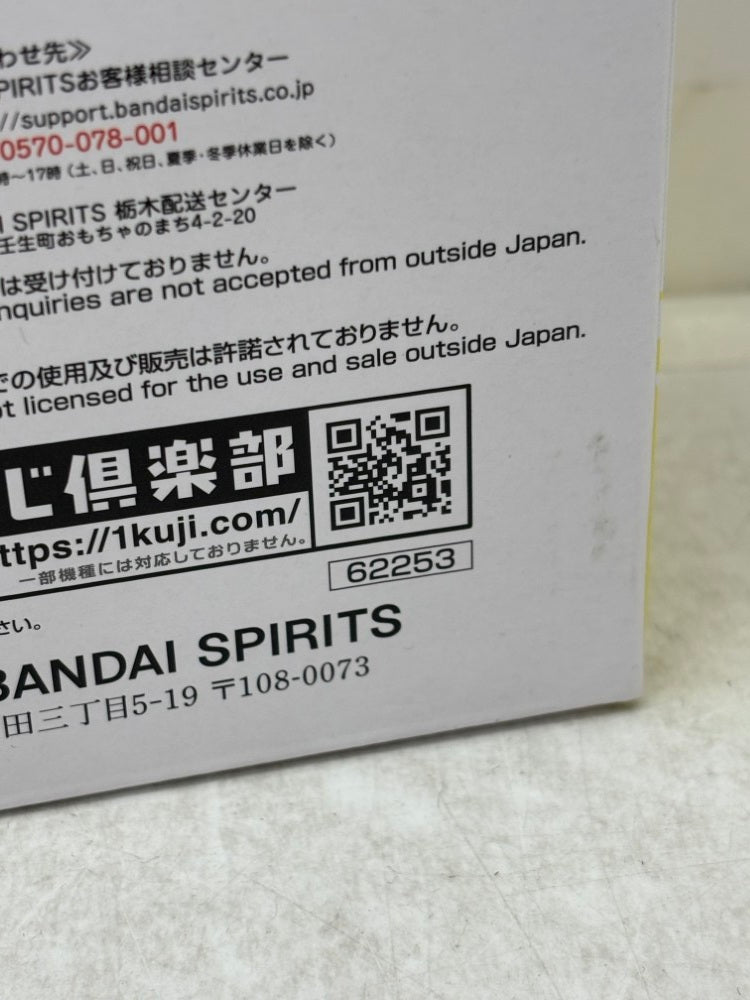 わせ先≫
PIRITSお客様相談センター
//support.bandaispirits.co.jp
0570-078-001
時～17時（土、日、祝日、夏季・冬季休業日を除く）
I SPIRITS 栃木配送センター
壬生町おもちゃのまち4-2-20
は受け付けておりません。
nquiries are not accepted from outside Japan.
での使用及び販売は許諾されておりません。
ot licensed for the use and sale outside Japan.
じ倶楽部
ttps://1kuji.com/
一部機種には対応しておりません。
62253
さい。
BANDAI SPIRITS
田三丁目5-19 〒108-0073